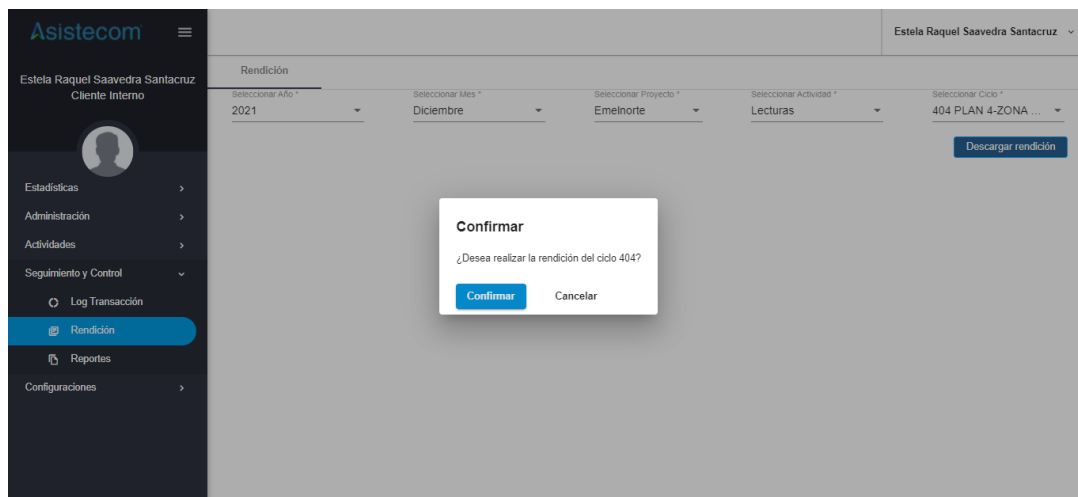 Asistecom
Estela Raquel Saavedra Santacruz
Estela Raquel Saavedra Santacruz
Cliente Interno
Estadísticas
Administración
Actividades
Seguimiento y Control
Log Transacción
Rendición
Reportes
Configuraciones
Rendición
Seleccionar Año *
2021
Seleccionar Mes *
Diciembre
Seleccionar Proyecto *
Emelnorte
Seleccionar Actividad *
Lecturas
Seleccionar Ciclo *
404 PLAN 4-ZONA ...
Descargar rendición
Confirmar
¿Desea realizar la rendición del ciclo 404?
Confirmar
Cancelar